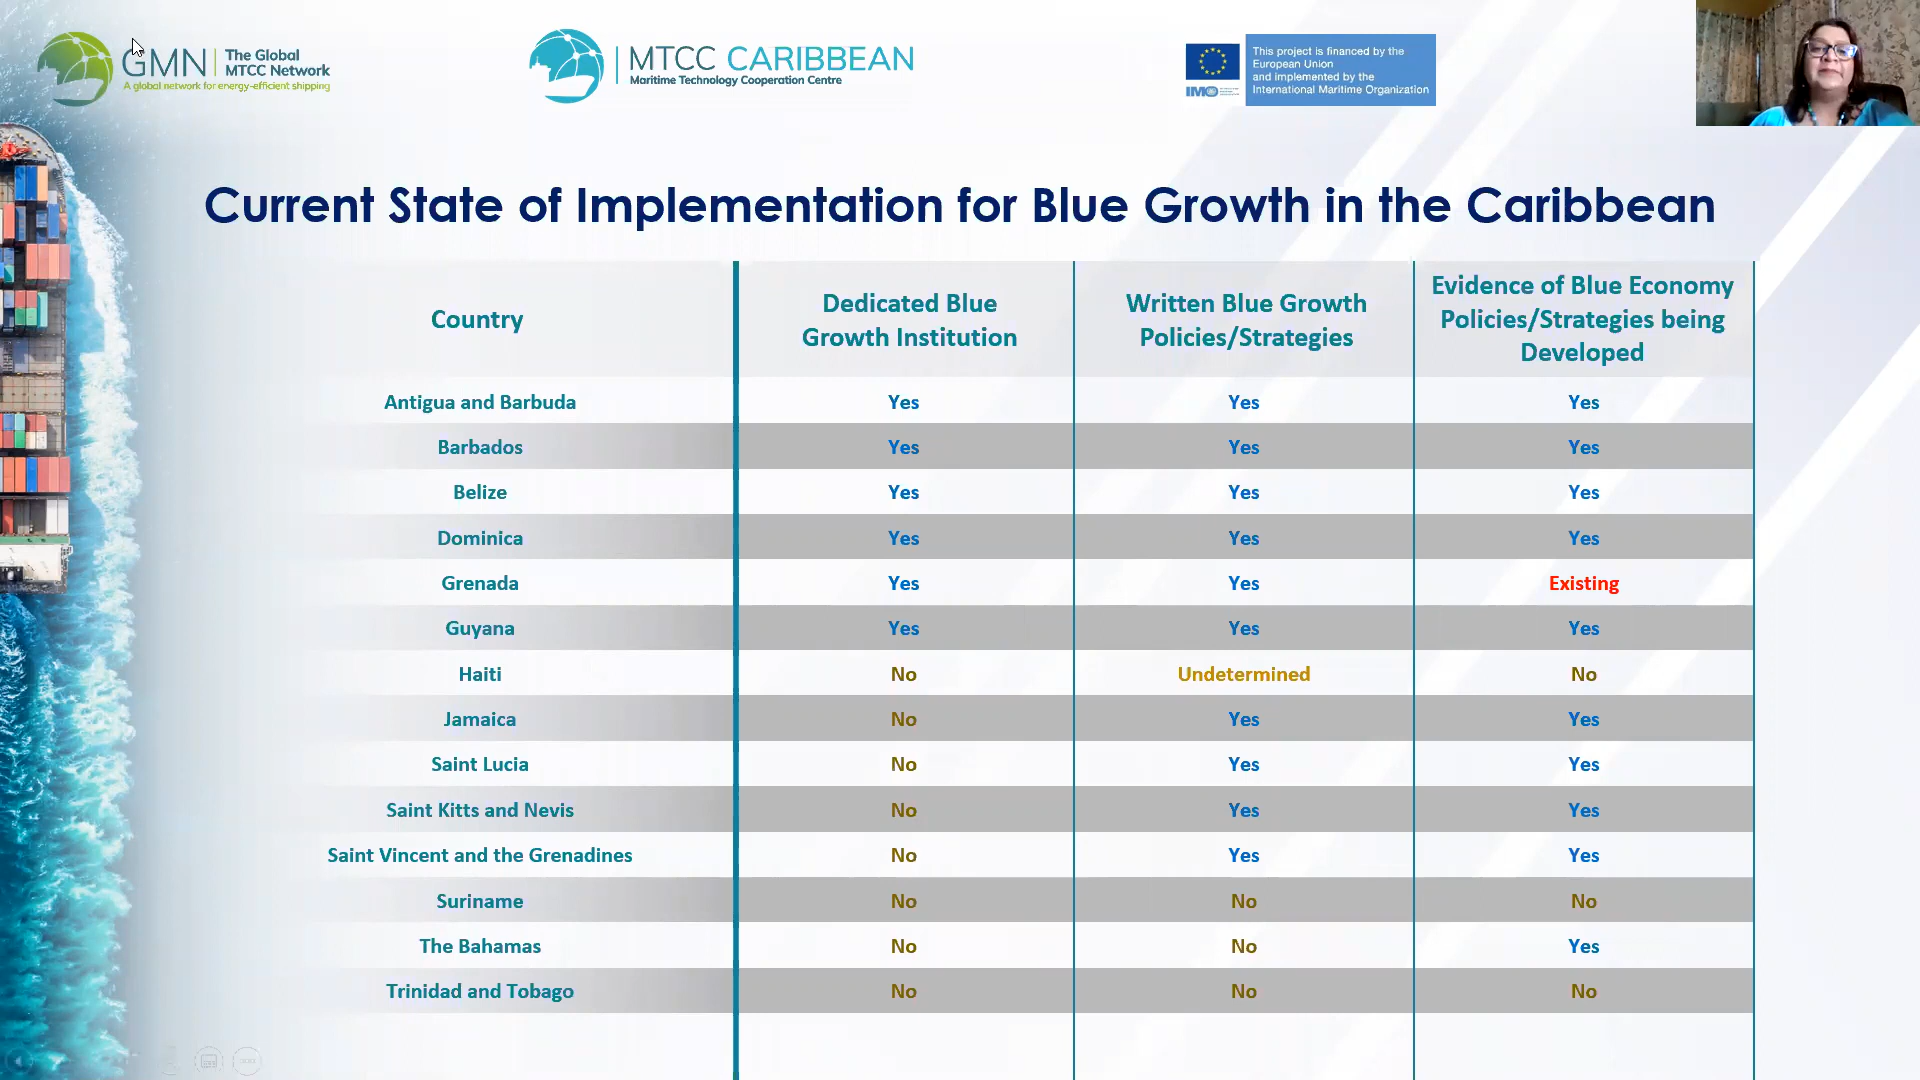 GMN
The Global
MTCC Network
A global network for energy-efficient shipping
MTCC CARIBBEAN
Maritime Technology Cooperation Centre
IMO
This project is financed by the
European Union
and implemented by the
International Maritime Organization
Current State of Implementation for Blue Growth in the Caribbean
Country
Dedicated Blue
Growth Institution
Written Blue Growth
Policies/Strategies
Evidence of Blue Economy
Policies/Strategies being
Developed
Antigua and Barbuda Yes Yes Yes
Barbados Yes Yes Yes
Belize Yes Yes Yes
Dominica Yes Yes Yes
Grenada Yes Yes Existing
Guyana Yes Yes Yes
Haiti No Undetermined No
Jamaica No Yes Yes
Saint Lucia No Yes Yes
Saint Kitts and Nevis No Yes Yes
Saint Vincent and the Grenadines No Yes Yes
Suriname No No No
The Bahamas No No Yes
Trinidad and Tobago No No No